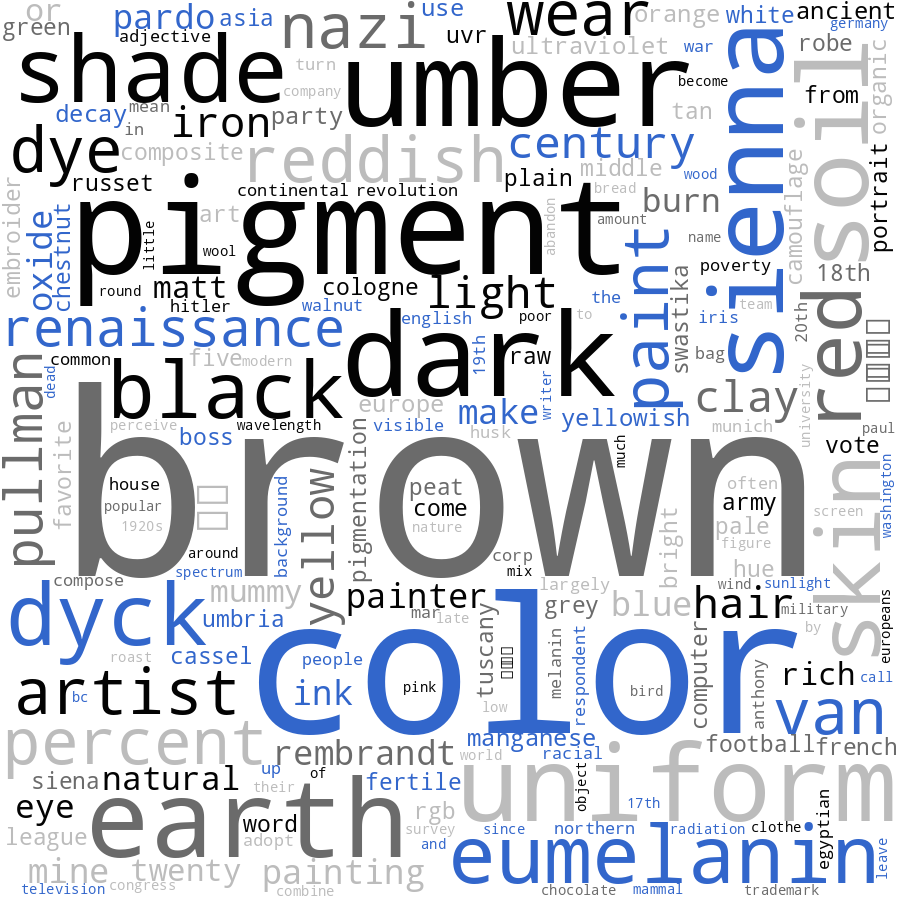 or
green
pardo
asia
adjective
nazi
use
uvr
wear
orange
white
ancient
germany
ultraviolet
war
robe
shade
umber
turn
company
become
from
organic
decay
mean
in
iron
party
tan
dye
composite
reddish
century
middle
wood
russet
continental
revolution
plain
bread
burn
sienna
soil
camouflage
portrait
embroider
oxide
chestnut
pigment
art
little
wool
abandon
amount
name
poverty
18th
round
matt
hitler
cologne
walnut
light
the
to
paint
swastika
iris
team
20th
red
renaissance
english
poor
dark
19th
raw
bag
common
five
modern
pullman
dead
black
europe
make
writer
yellowish
clay
munich
university
paul
favorite
perceive
boss
wavelength
visible
husk
much
vote
brown
house
popular
1920s
background
yellow
pigmentation
peat
come
nature
bright
often
army
pale
figure
screen
washington
skin
around
spectrum
corp
mix
hue
compose
mummy
largely
wind
sunlight
dyck
umbria
painter
mar
late
grey
blue
hair
military
by
europeans
roast
cassel
people
color
tuscany
melanin
respondent
computer
anthony
rich
call
artist
bc
ink
pink
low
bird
van
percent
rembrandt
manganese
racial
world
football
french
siena
natural
up
their
of
fertile
uniform
object
17th
eye
earth
word
adopt
rgb
survey
and
since
northern
radiation
clothe
egyptian
league
mine
twenty
painting
eumelanin
leave
television
congress
combine
chocolate
mammal
trademark